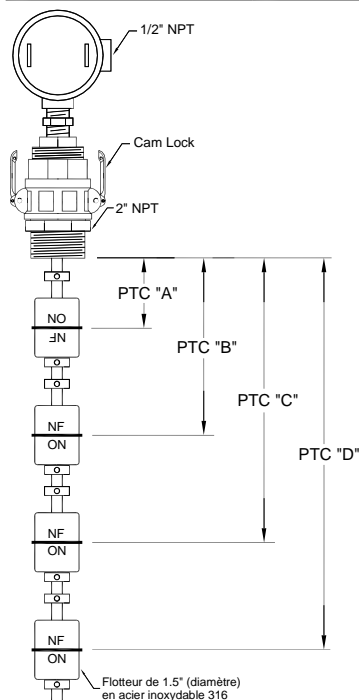 1/2" NPT
Cam Lock
2" NPT
PTC "A"
NO
NF
PTC "B"
NF
ON
PTC "C"
PTC "D"
NF
ON
NF
ON
Flotteur de 1.5" (diamètre)
en acier inoxydable 316